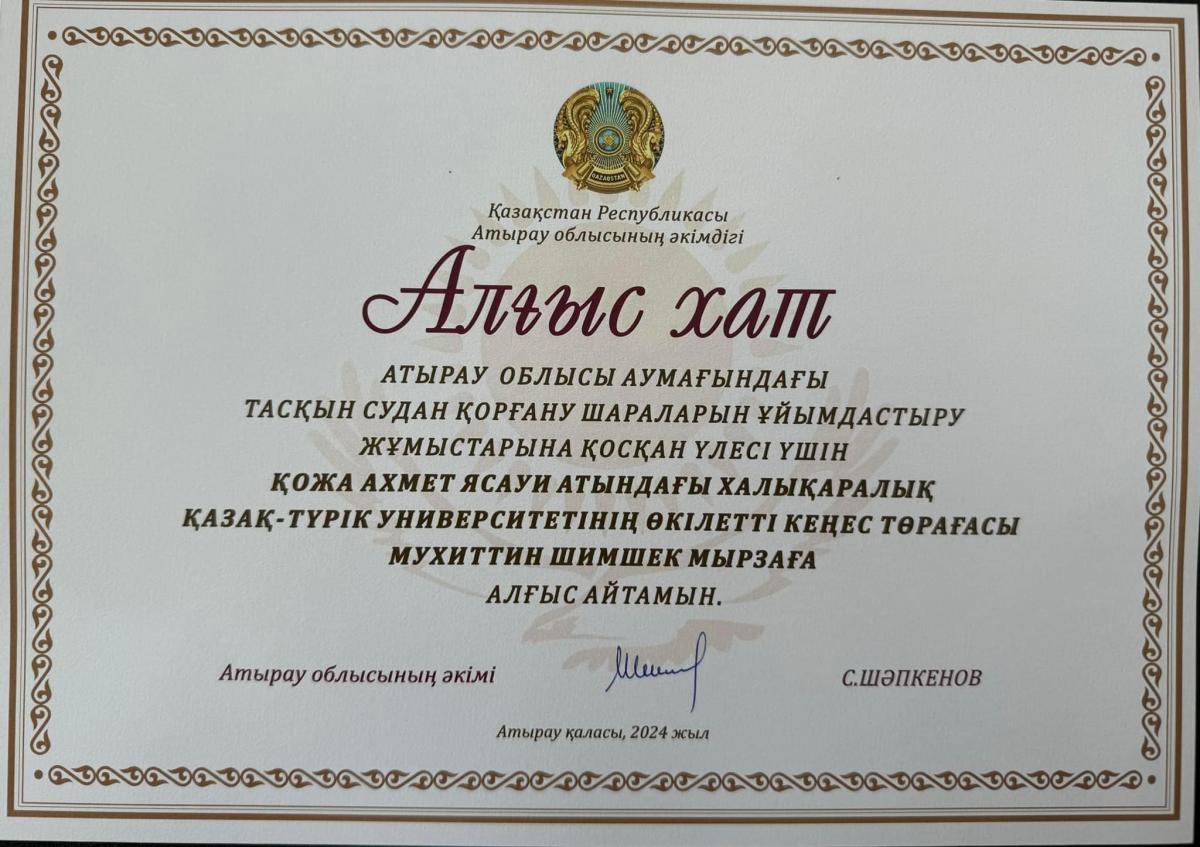 QAZAQSTAN
Қазақстан Республикасы
Атырау облысының әкімдігі
Алғыс хат
АТЫРАУ ОБЛЫСЫ АУМАҒЫНДАҒЫ
ТАСҚЫН СУДАН ҚОРҒАНУ ШАРАЛАРЫН ҰЙЫМДАСТЫРУ
ЖҰМЫСТАРЫНА ҚОСҚАН ҮЛЕСІ ҮШІН
ҚОЖА АХМЕТ ЯСАУИ АТЫНДАҒЫ ХАЛЫҚАРАЛЫҚ
ҚАЗАҚ-ТҮРІК УНИВЕРСИТЕТІНІҢ ӨКІЛЕТТІ КЕҢЕС ТӨРАҒАСЫ
МУХИТТИН ШИМШЕК МЫРЗАҒА
АЛҒЫС АЙТАМЫН.
Атырау облысының әкімі
С.ШӘПКЕНОВ
Атырау қаласы, 2024 жыл